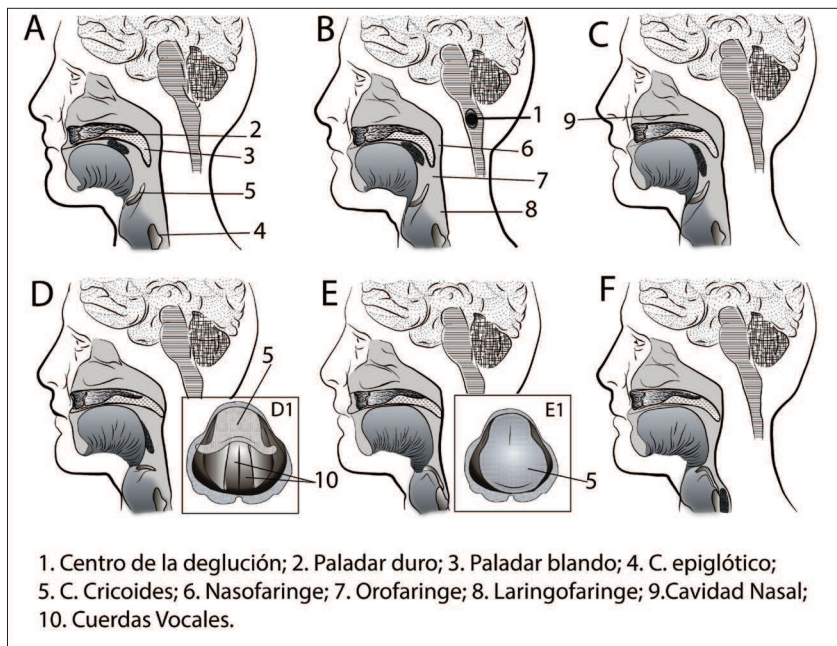 A
B
C
1
2
9
3
6
5
7
4
8
D
E
F
5
D1
E1
10
5
1. Centro de la deglución; 2. Paladar duro; 3. Paladar blando; 4. C. epiglótico;
5. C. Cricoides; 6. Nasofaringe; 7. Orofaringe; 8. Laringofaringe; 9.Cavidad Nasal;
10. Cuerdas Vocales.